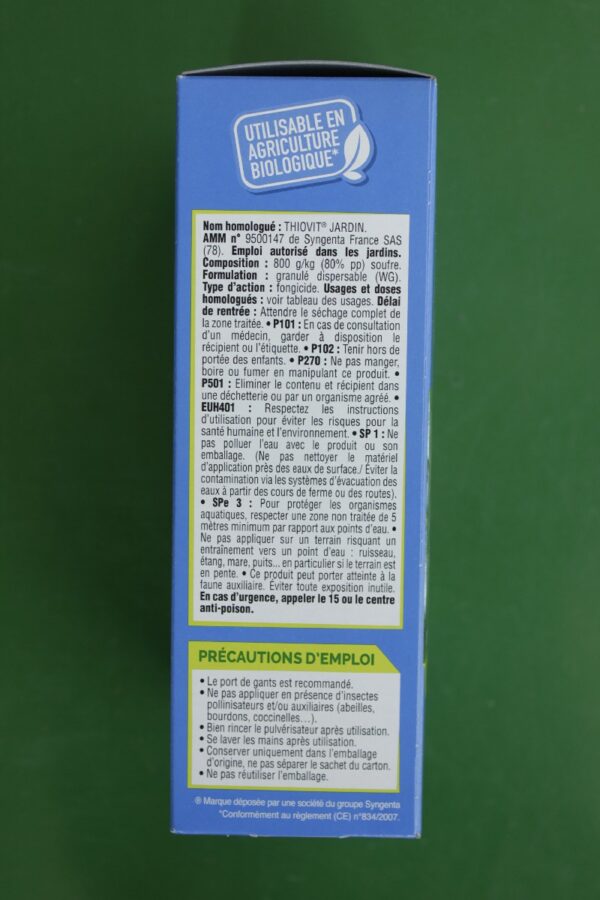 UTILISABLE EN
AGRICULTURE
BIOLOGIQUE*
Nom homologué : THIOVIT® JARDIN.
AMM n° 9500147 de Syngenta France SAS
(78). Emploi autorisé dans les jardins.
Composition : 800 g/kg (80% pp) soufre.
Formulation : granulé dispersable (WG).
Type d'action : fongicide. Usages et doses
homologués : voir tableau des usages. Délai
de rentrée : Attendre le séchage complet de
la zone traitée. • P101 : En cas de consultation
d'un médecin, garder à disposition le
récipient ou l'étiquette. • P102 : Tenir hors de
portée des enfants. • P270 : Ne pas manger,
boire ou fumer en manipulant ce produit. •
P501 : Eliminer le contenu et récipient dans
une déchetterie ou par un organisme agréé. •
EUH401 : Respectez les instructions
d'utilisation pour éviter les risques pour la
santé humaine et l'environnement. • SP 1 : Ne
pas polluer l'eau avec le produit ou son
emballage. (Ne pas nettoyer le matériel
d'application près des eaux de surface./ Éviter la
contamination via les systèmes d'évacuation des
eaux à partir des cours de ferme ou des routes).
• SPe 3 : Pour protéger les organismes
aquatiques, respecter une zone non traitée de 5
mètres minimum par rapport aux points d'eau. •
Ne pas appliquer sur un terrain risquant un
entraînement vers un point d'eau : ruisseau,
étang, mare, puits... en particulier si le terrain est
en pente. • Ce produit peut porter atteinte à la
faune auxiliaire. Éviter toute exposition inutile.
En cas d'urgence, appeler le 15 ou le centre
anti-poison.
PRÉCAUTIONS D'EMPLOI
• Le port de gants est recommandé.
• Ne pas appliquer en présence d'insectes
pollinisateurs et/ou auxiliaires (abeilles,
bourdons, coccinelles...).
• Bien rincer le pulvérisateur après utilisation.
• Se laver les mains après utilisation.
• Conserver uniquement dans l'emballage
d'origine, ne pas séparer le sachet du carton.
• Ne pas réutiliser l'emballage.
® Marque déposée par une société du groupe Syngenta
*Conformément au règlement (CE) n°834/2007.